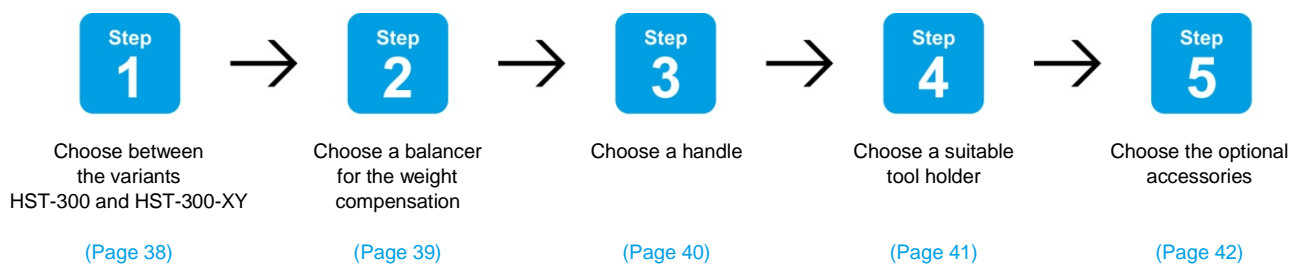 Step
1
Step
2
Step
3
Step
4
Step
5
Choose between
the variants
HST-300 and HST-300-XY
(Page 38)
Choose a balancer
for the weight
compensation
(Page 39)
Choose a handle
(Page 40)
Choose a suitable
tool holder
(Page 41)
Choose the optional
accessories
(Page 42)